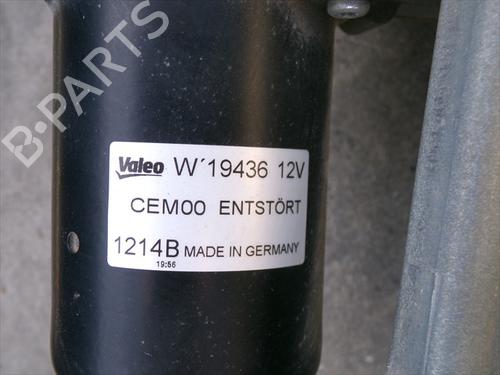 B-PARTS
Valeo W´19436 12V
CEM00 ENTSTÖRT
1214B MADE IN GERMANY
19:56